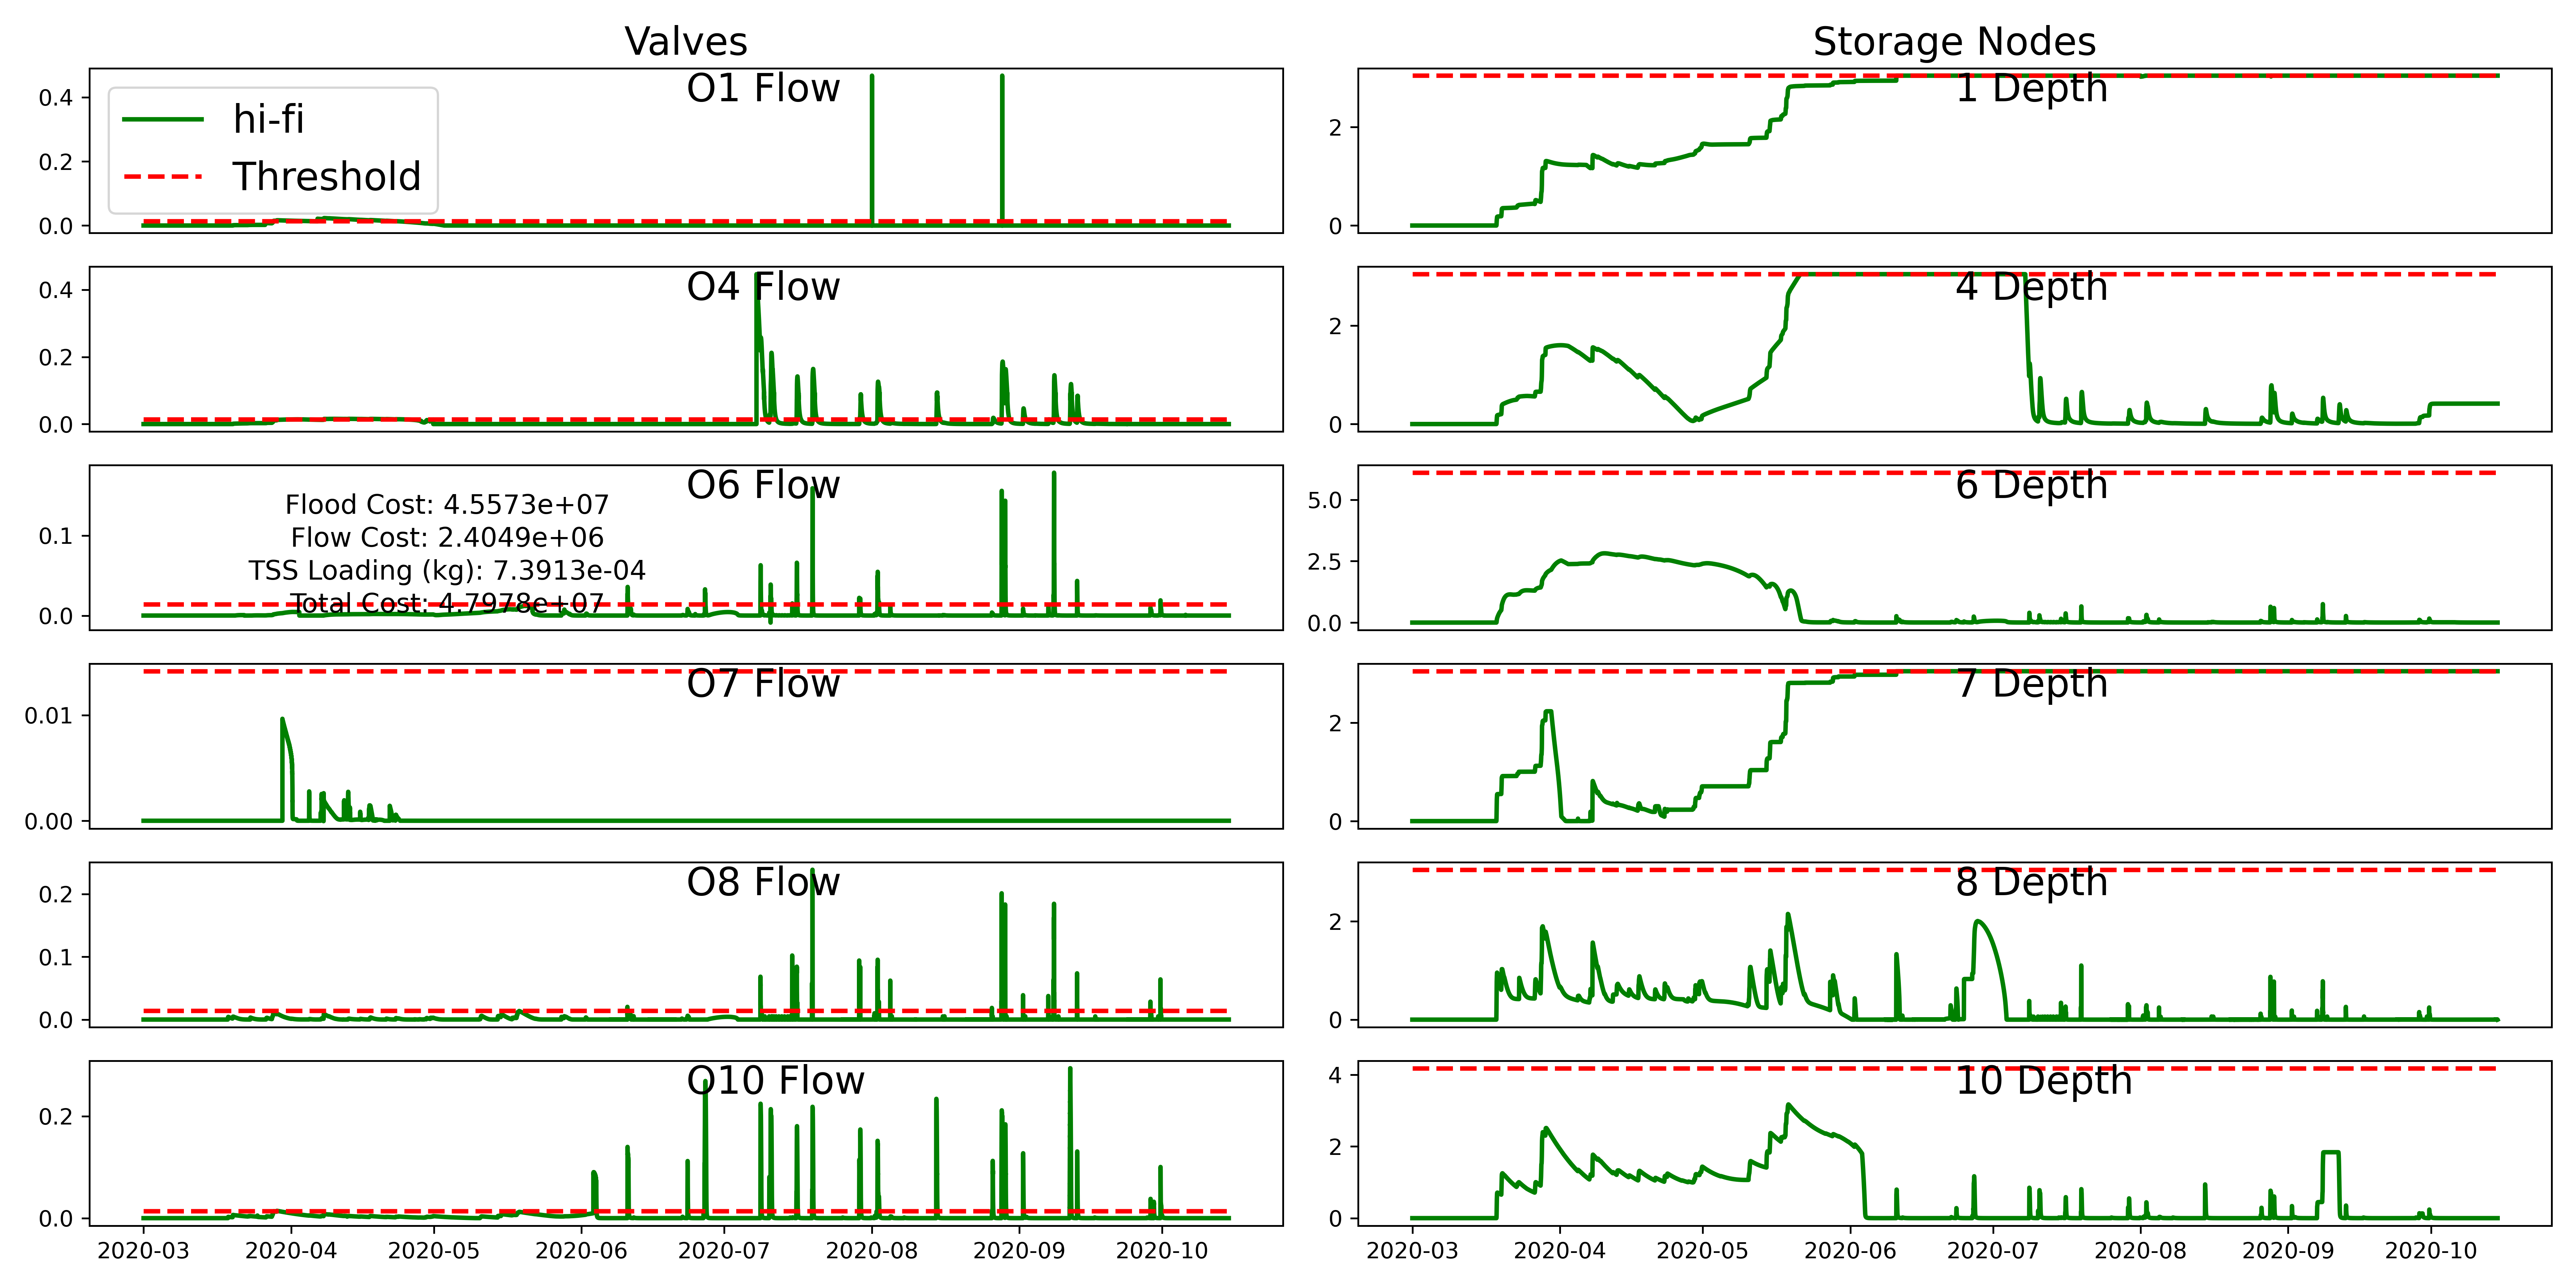 Valves
Storage Nodes
O1 Flow
0.4
0.2
0.0
hi-fi
Threshold
1 Depth
2
0
O4 Flow
0.4
0.2
0.0
4 Depth
2
0
O6 Flow
0.1
0.0
Flood Cost: 4.5573e+07
Flow Cost: 2.4049e+06
TSS Loading (kg): 7.3913e-04
Total Cost: 4.7978e+07
6 Depth
5.0
2.5
0.0
O7 Flow
0.01
0.00
7 Depth
2
0
O8 Flow
0.2
0.1
0.0
8 Depth
2
0
O10 Flow
0.2
0.0
2020-03 2020-04 2020-05 2020-06 2020-07 2020-08 2020-09 2020-10
10 Depth
4
2
0
2020-03 2020-04 2020-05 2020-06 2020-07 2020-08 2020-09 2020-10